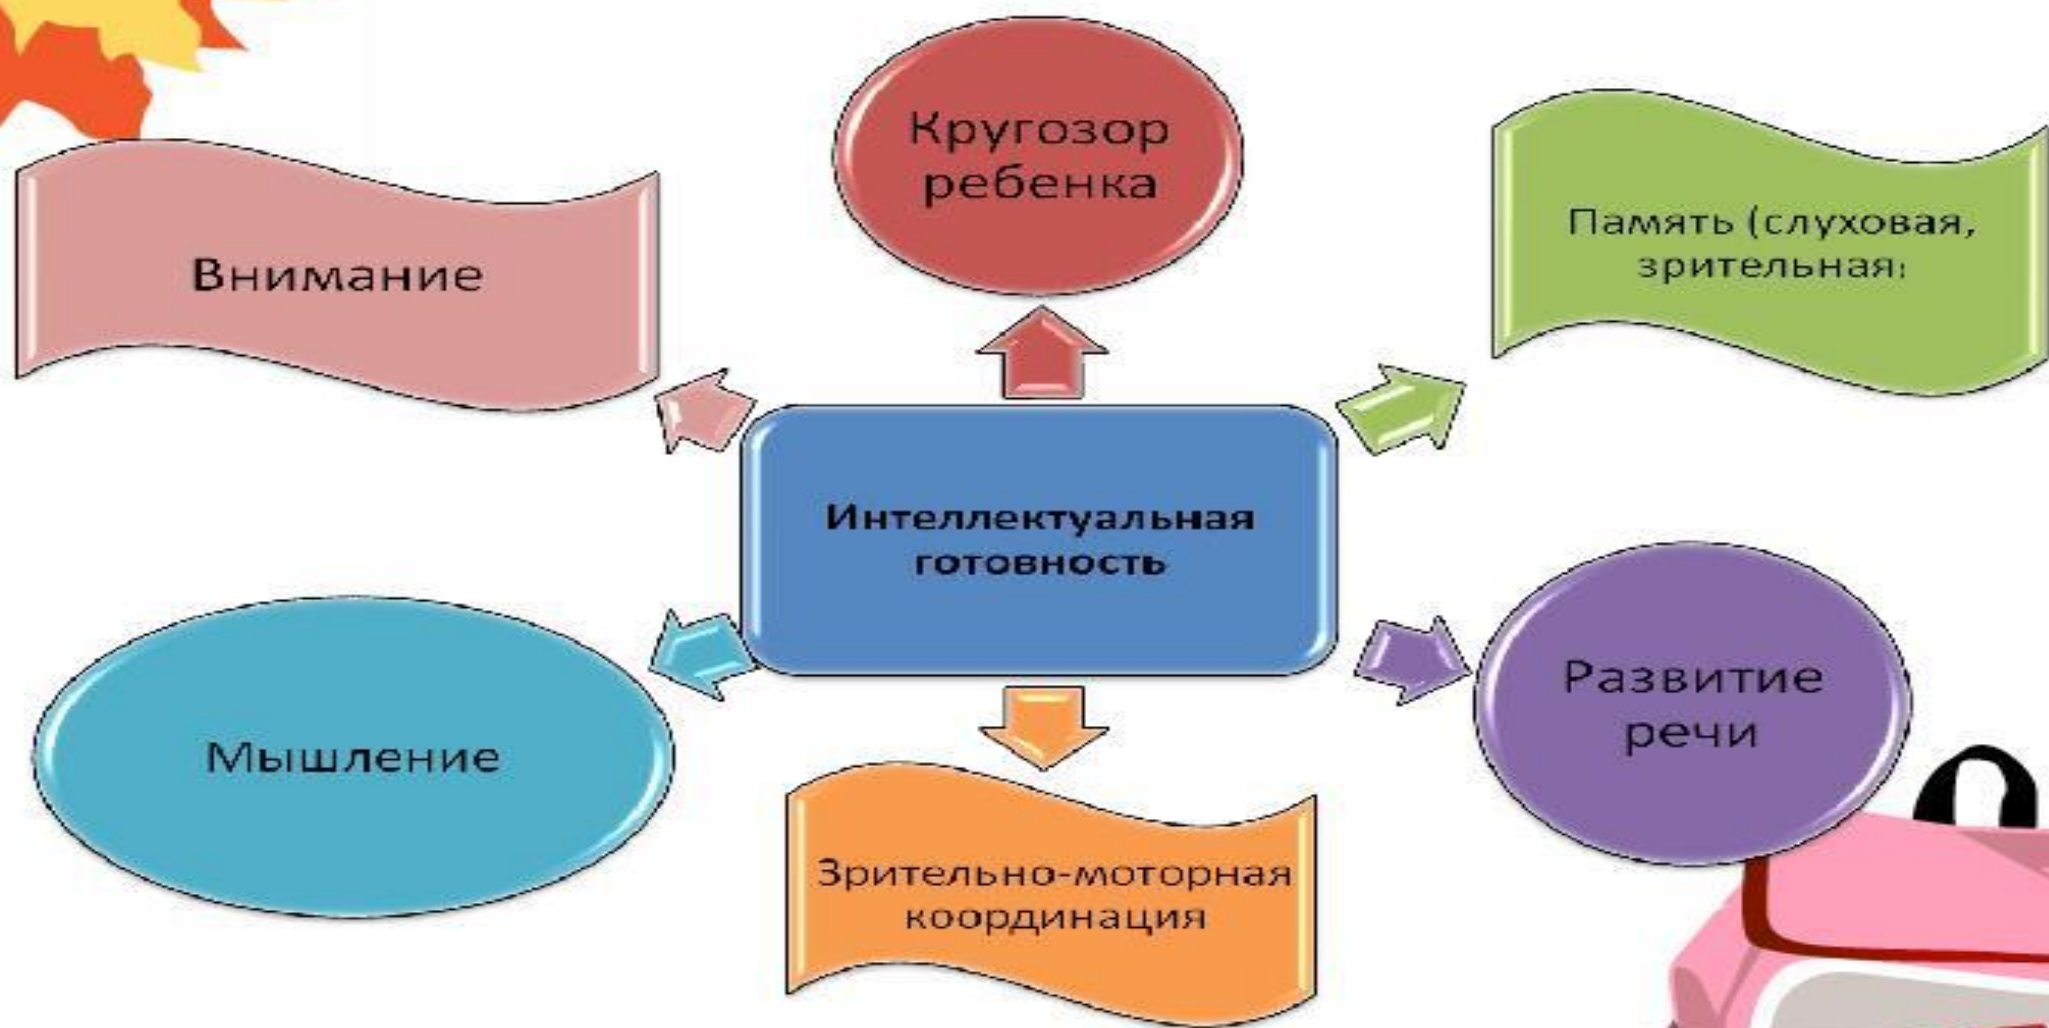 Кругозор
ребенка
Внимание
Память (слуховая,
зрительная:
Интеллектуальная
готовность
Мышление
Развитие
речи
Зрительно-моторная
координация